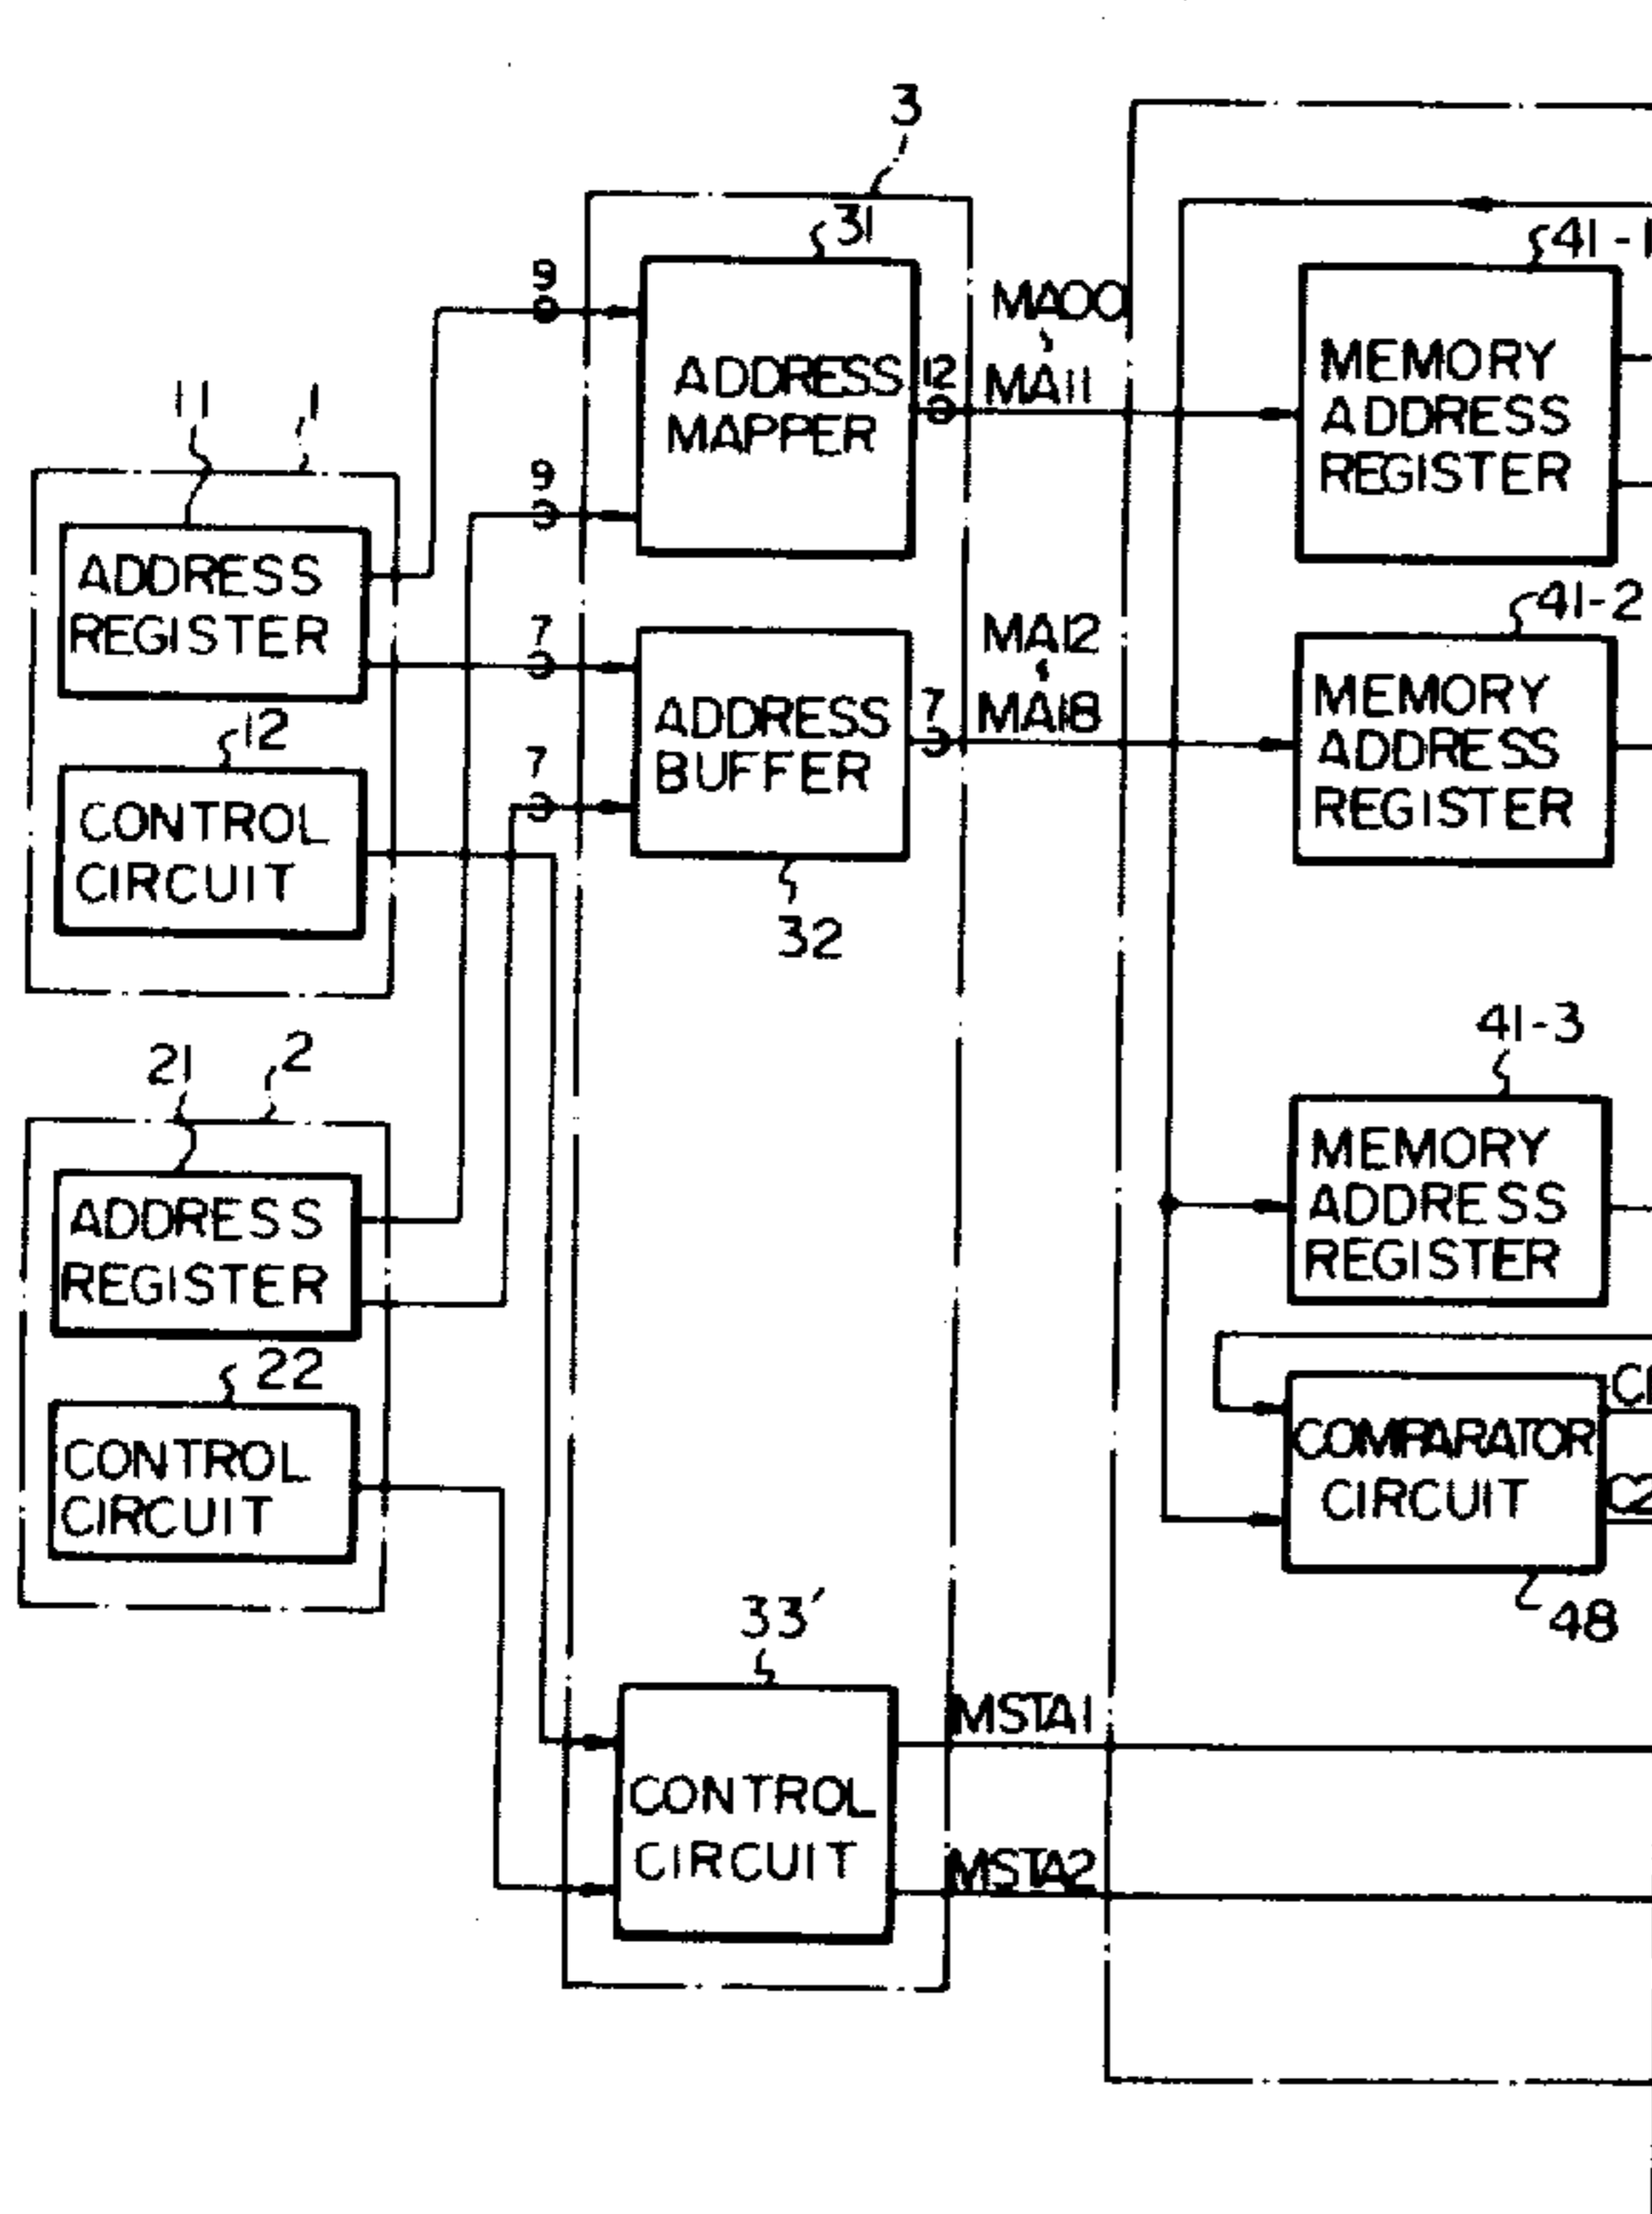 3
31
9
ADDRESS
MAPPER
12
MA00
MA11
41-1
MEMORY
ADDRESS
REGISTER
11
1
9
ADDRESS
REGISTER
7
ADDRESS
BUFFER
7
MA12
MA18
41-2
MEMORY
ADDRESS
REGISTER
12
CONTROL
CIRCUIT
7
32
21
2
ADDRESS
REGISTER
41-3
MEMORY
ADDRESS
REGISTER
22
CONTROL
CIRCUIT
COMPARATOR
CIRCUIT
C2
48
33'
CONTROL
CIRCUIT
MSTA1
MSTA2